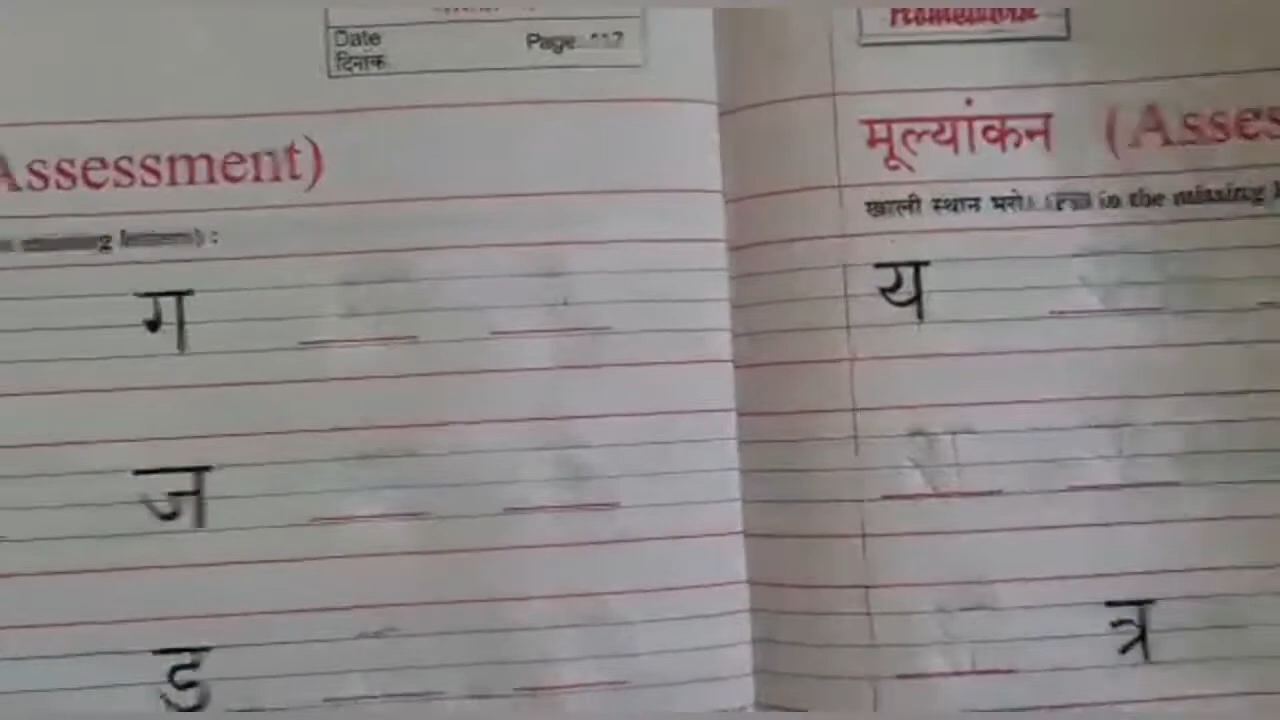 Date Page
दिनांक
Assessment)
ग
ज
ड
मूल्यांकन (Asses
खाली स्थान भरो। in the missing
य
त्र